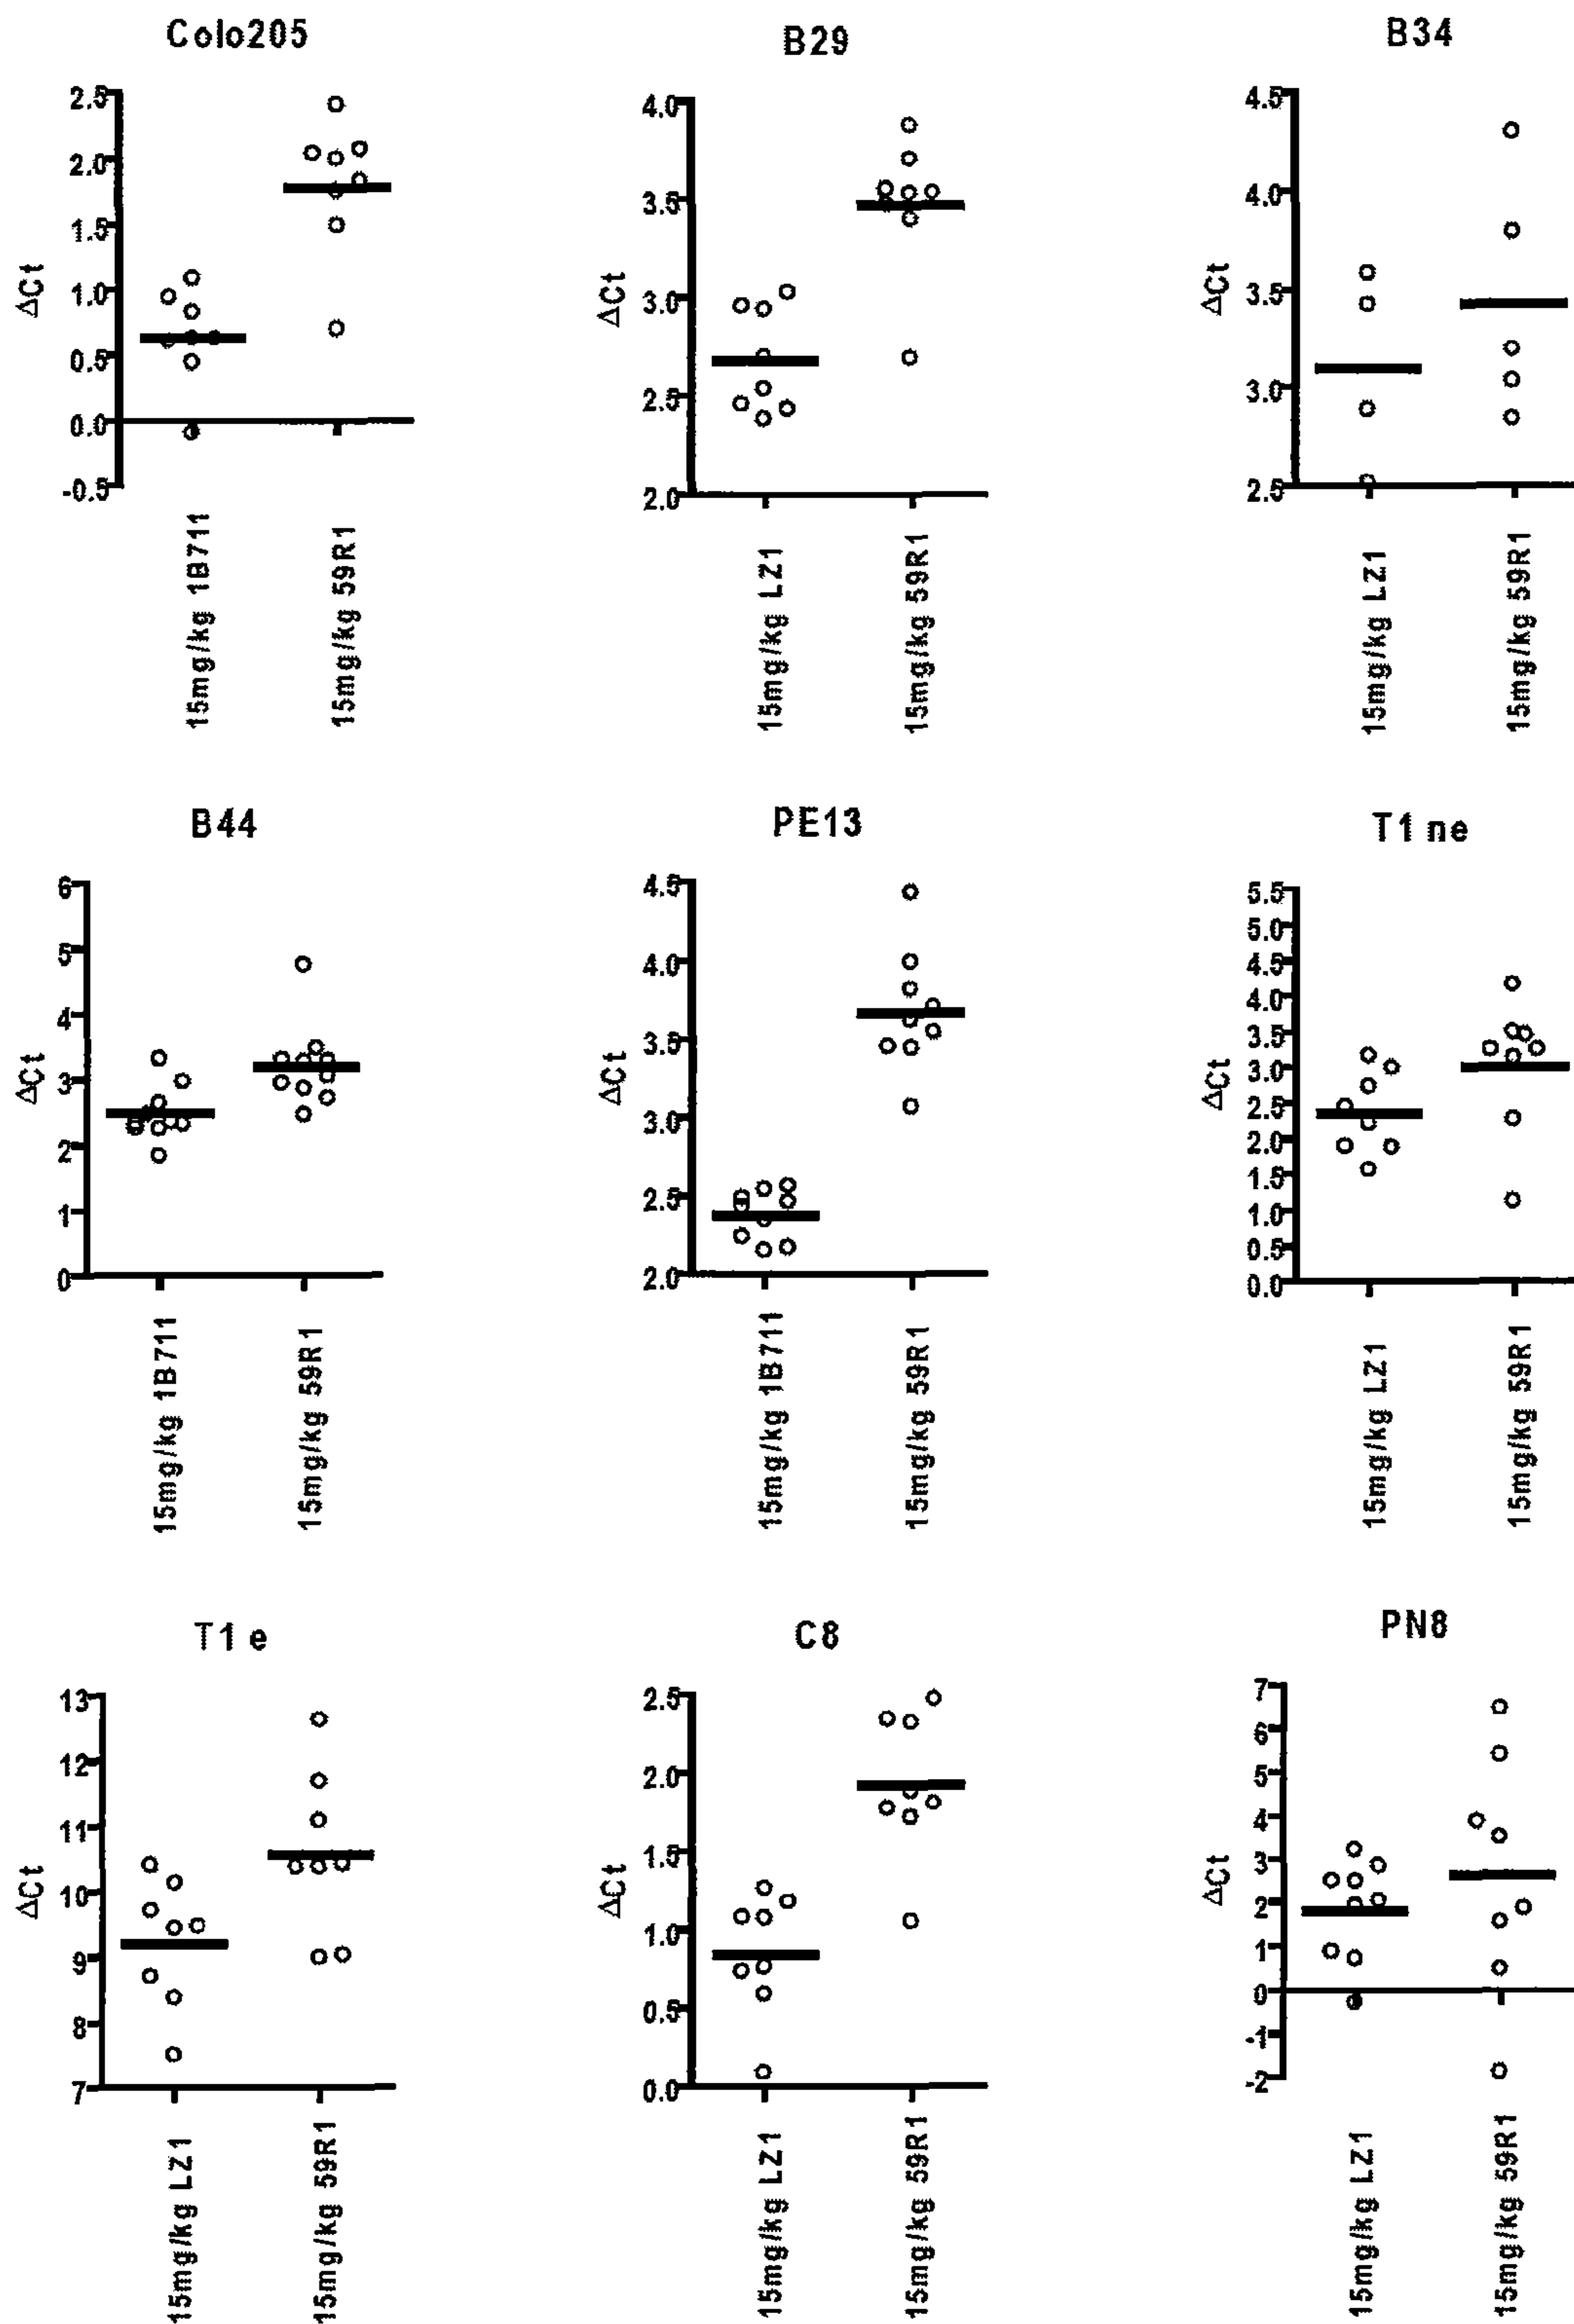 Colo205
2.5
2.0
1.5
1.0
0.5
0.0
-0.5
ΔCt
15mg/kg 1B711
15mg/kg 59R1
B29
4.0
3.5
3.0
2.5
2.0
ΔCt
15mg/kg LZ1
15mg/kg 59R1
B34
4.5
4.0
3.5
3.0
2.5
ΔCt
15mg/kg LZ1
15mg/kg 59R1
B44
6
5
4
3
2
1
0
ΔCt
15mg/kg 1B711
15mg/kg 59R1
PE13
4.5
4.0
3.5
3.0
2.5
2.0
ΔCt
15mg/kg 1B711
15mg/kg 59R1
T1 ne
5.5
5.0
4.5
4.0
3.5
3.0
2.5
2.0
1.5
1.0
0.5
0.0
ΔCt
15mg/kg LZ1
15mg/kg 59R1
T1 e
13
12
11
10
9
8
7
ΔCt
15mg/kg LZ1
15mg/kg 59R1
C8
2.5
2.0
1.5
1.0
0.5
0.0
ΔCt
15mg/kg LZ1
15mg/kg 59R1
PN8
7
6
5
4
3
2
1
0
-1
-2
ΔCt
15mg/kg LZ1
15mg/kg 59R1